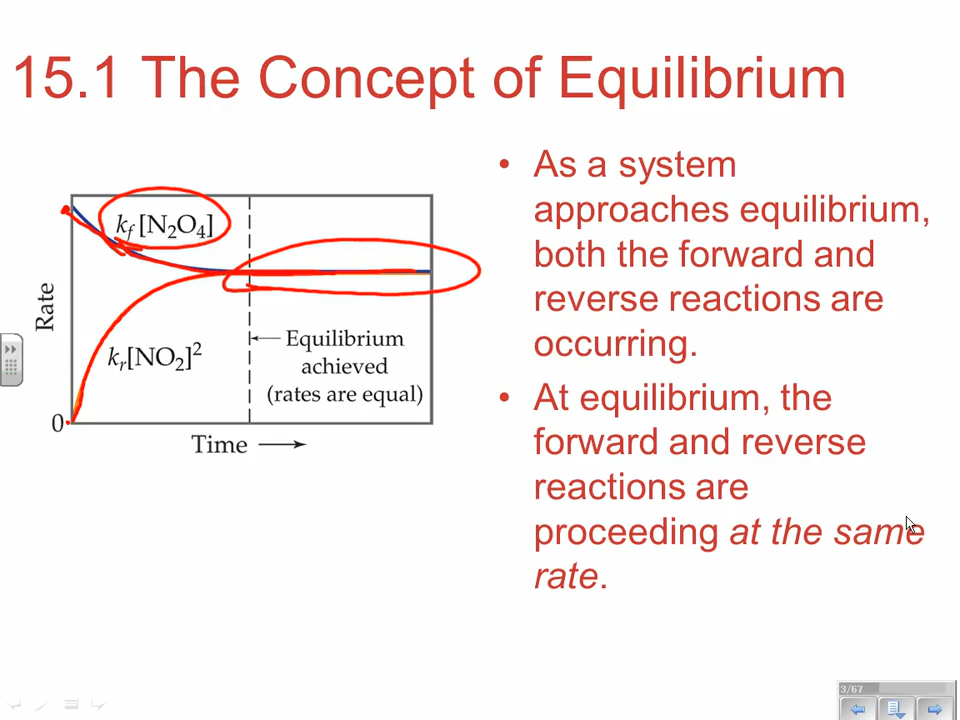 15.1 The Concept of Equilibrium
k_f [N₂O₄]
Rate
k_r[NO₂]²
Equilibrium
achieved
(rates are equal)
0
Time
• As a system
approaches equilibrium,
both the forward and
reverse reactions are
occurring.
• At equilibrium, the
forward and reverse
reactions are
proceeding at the same
rate.
3/67